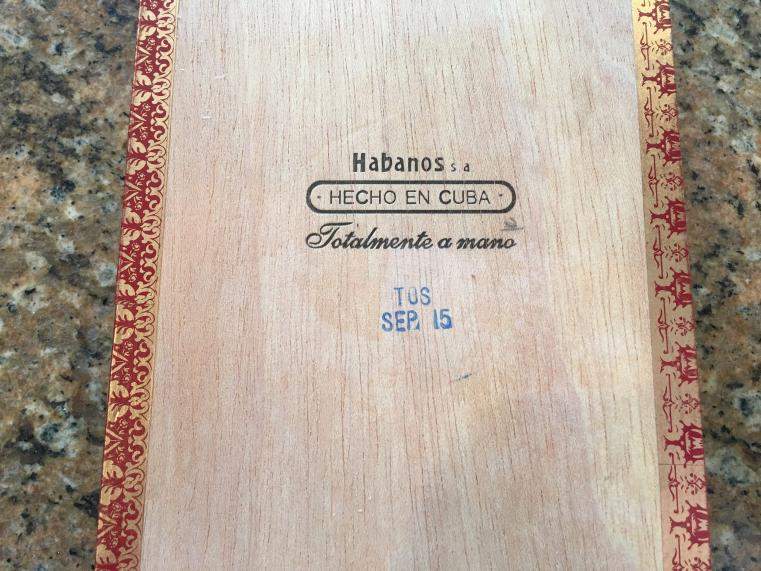 Habanos s a
· HECHO EN CUBA ·
Totalmente a mano
TOS
SEP. 15